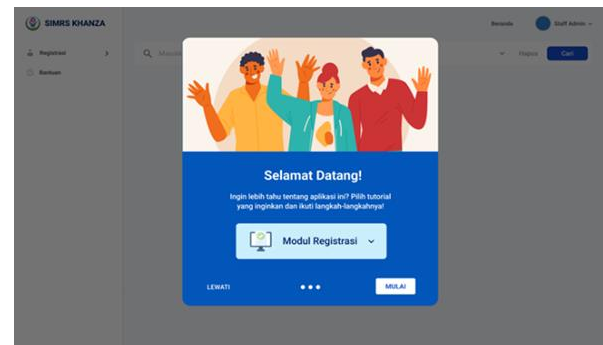 SIMRS KHANZA
Beranda
Staff Admin
Registrasi
Hapus
Cari
Bantuan
Selamat Datang!
Ingin lebih tahu tentang aplikasi ini? Pilih tutorial
yang inginkan dan ikuti langkah-langkahnya!
Modul Registrasi
LEWATI
MULAI